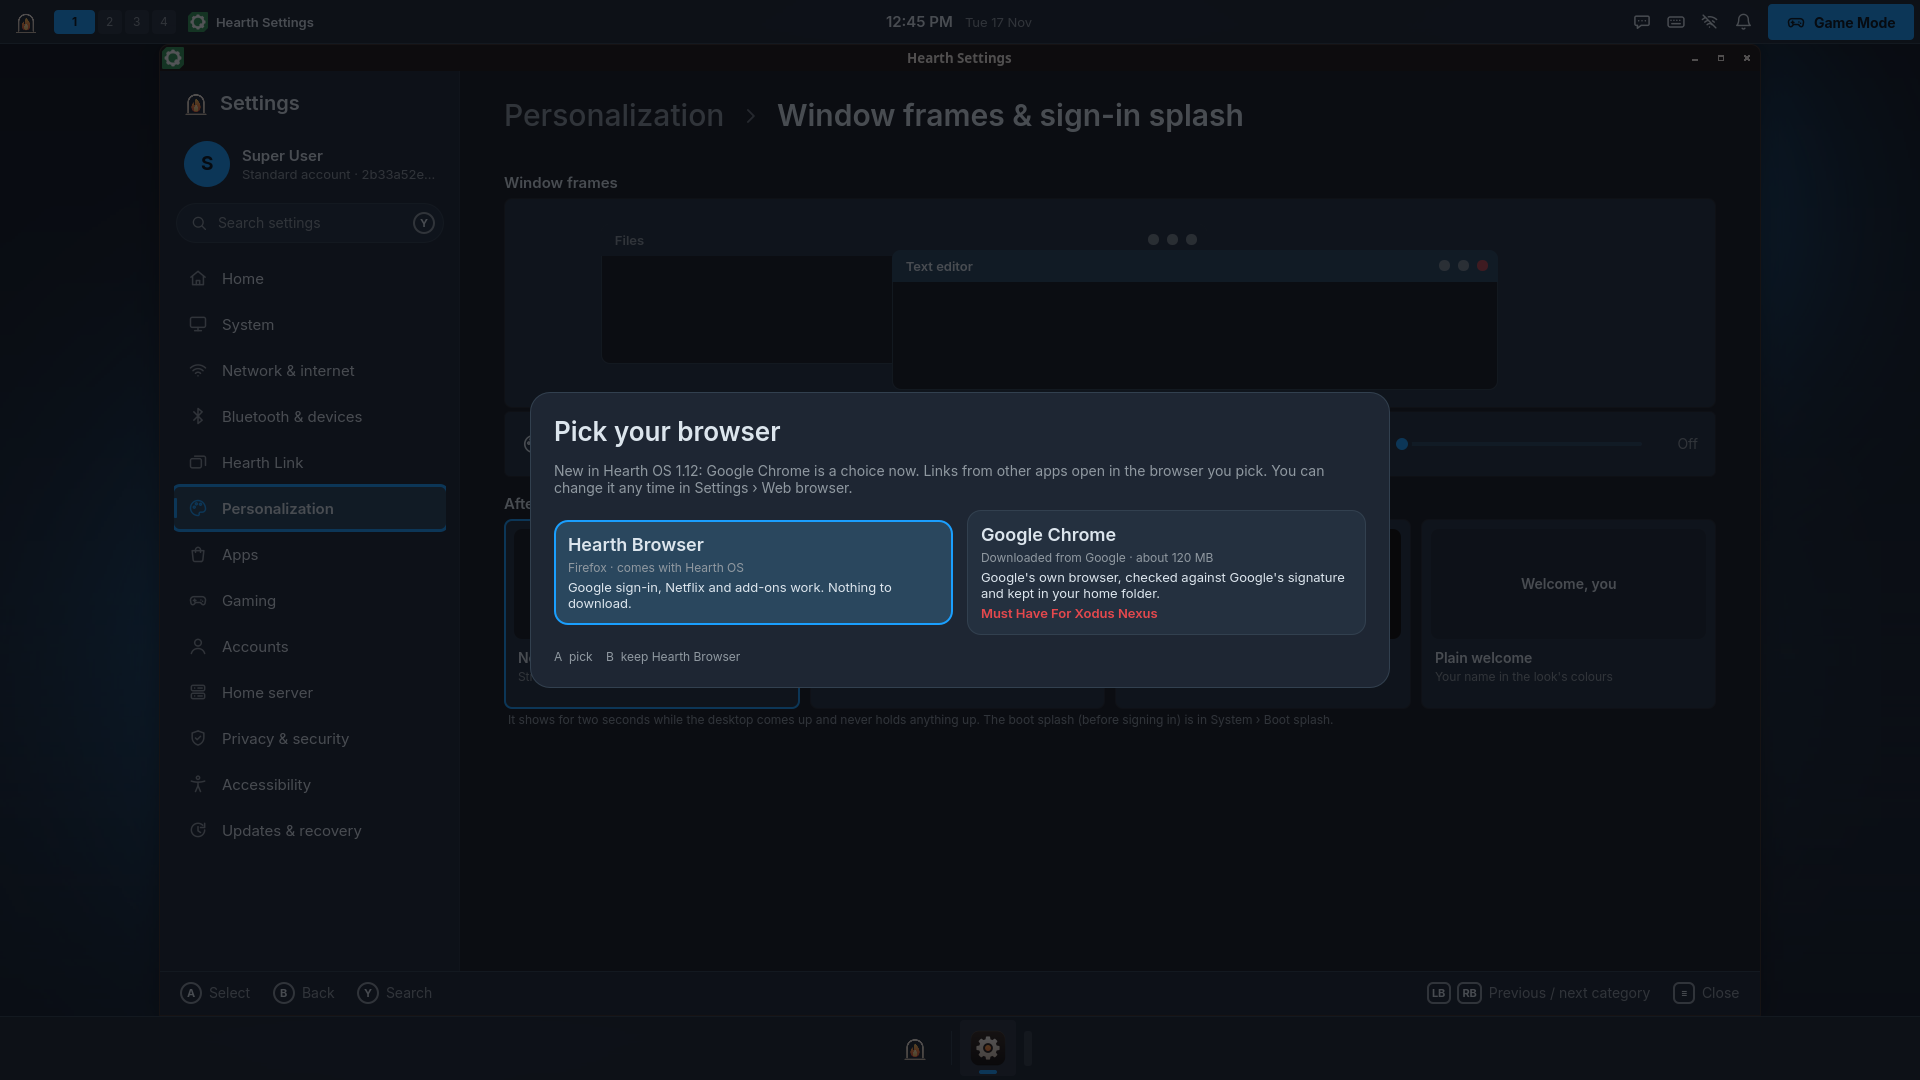 1 2 3 4 Hearth Settings
12:45 PM Tue 17 Nov
Game Mode
Hearth Settings
Settings
S
Super User
Standard account · 2b33a52e...
Search settings Y
Home
System
Network & internet
Bluetooth & devices
Hearth Link
Personalization
Apps
Gaming
Accounts
Home server
Privacy & security
Accessibility
Updates & recovery
Personalization › Window frames & sign-in splash
Window frames
Files
Text editor
Off
Pick your browser
New in Hearth OS 1.12: Google Chrome is a choice now. Links from other apps open in the browser you pick. You can
change it any time in Settings › Web browser.
Hearth Browser
Firefox · comes with Hearth OS
Google sign-in, Netflix and add-ons work. Nothing to
download.
Google Chrome
Downloaded from Google · about 120 MB
Google's own browser, checked against Google's signature
and kept in your home folder.
Must Have For Xodus Nexus
A pick B keep Hearth Browser
Welcome, you
Plain welcome
Your name in the look's colours
It shows for two seconds while the desktop comes up and never holds anything up. The boot splash (before signing in) is in System › Boot splash.
A Select B Back Y Search
LB RB Previous / next category ≡ Close